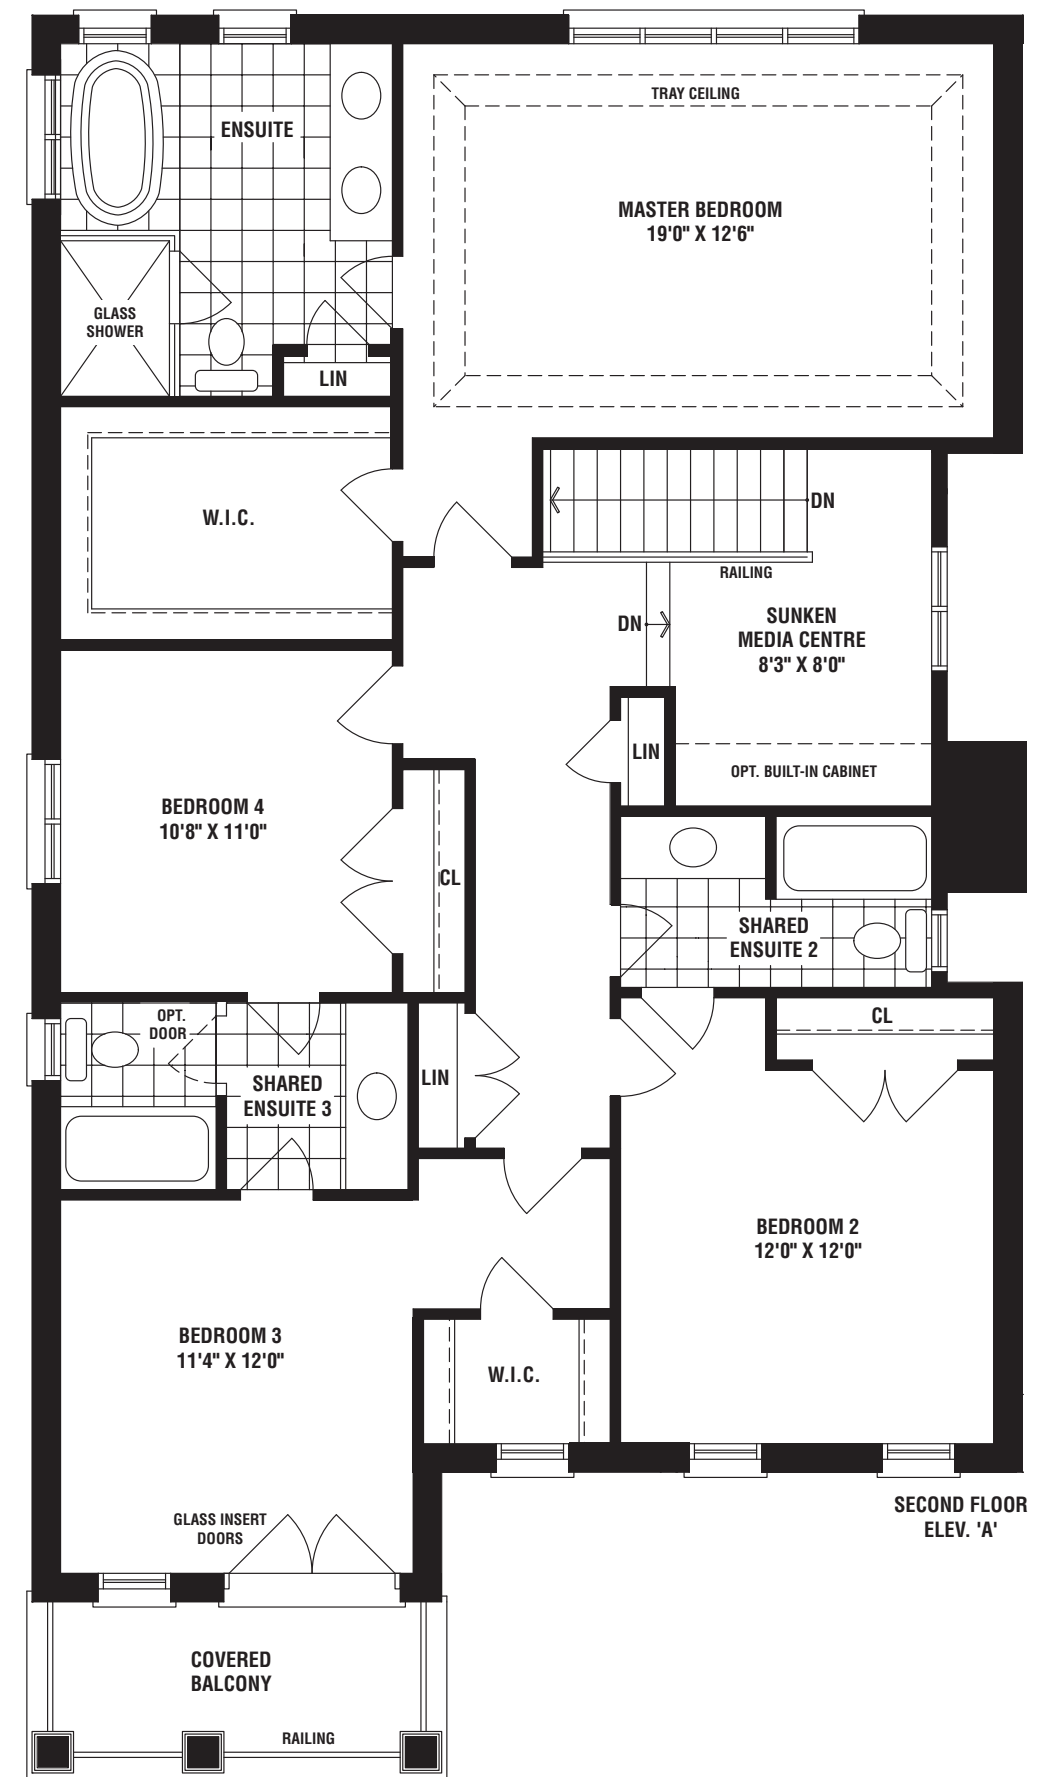 TRAY CEILING
ENSUITE
MASTER BEDROOM
19'0" X 12'6"
GLASS
SHOWER
LIN
W.I.C.
DN
RAILING
DN
SUNKEN
MEDIA CENTRE
8'3" X 8'0"
LIN
OPT. BUILT-IN CABINET
BEDROOM 4
10'8" X 11'0"
CL
SHARED
ENSUITE 2
OPT.
DOOR
CL
SHARED
ENSUITE 3
LIN
BEDROOM 2
12'0" X 12'0"
BEDROOM 3
11'4" X 12'0"
W.I.C.
GLASS INSERT
DOORS
SECOND FLOOR
ELEV. 'A'
COVERED
BALCONY
RAILING